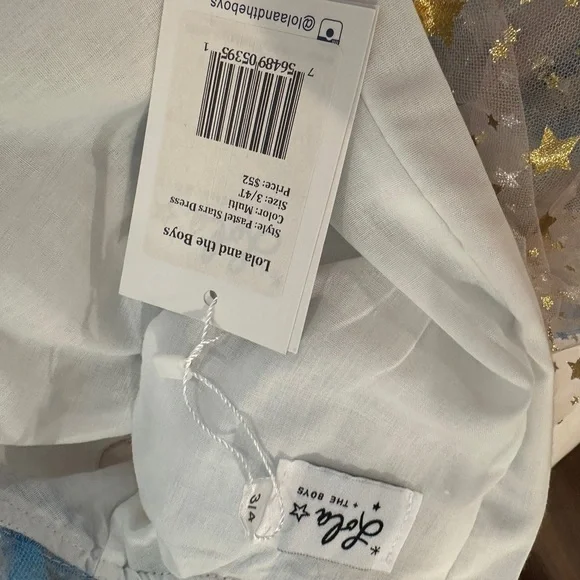 Lola and the Boys
Style: Pastel Stars Dress
Color: Multi
Size: 3/4T
Price: $52
7 56489 05395 1
@lolaandtheboys
Lola
+ THE BOYS
3/4